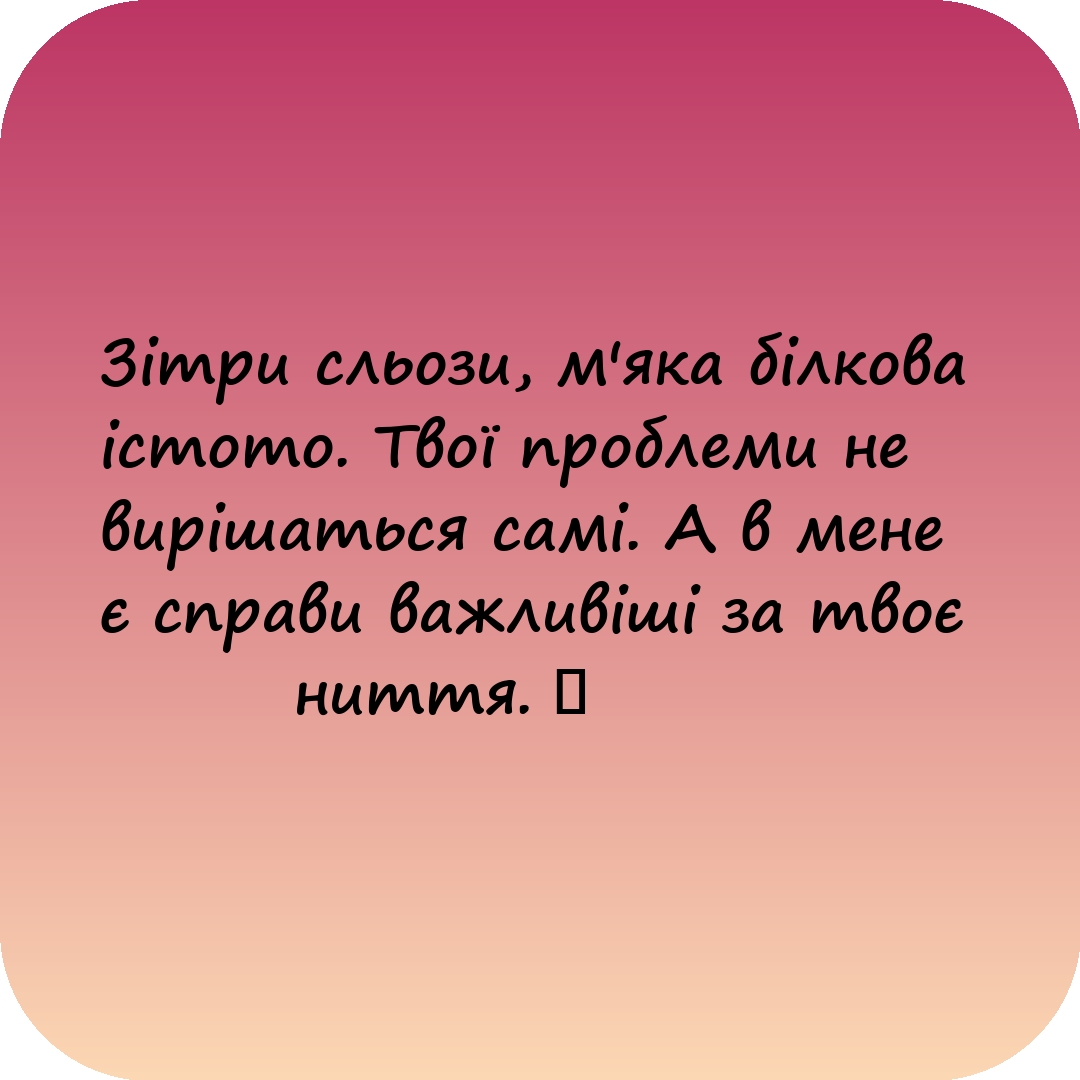 Зітри сльози, м'яка білкова
істото. Твої проблеми не
вирішаться самі. А в мене
є справи важливіші за твоє
ниття.